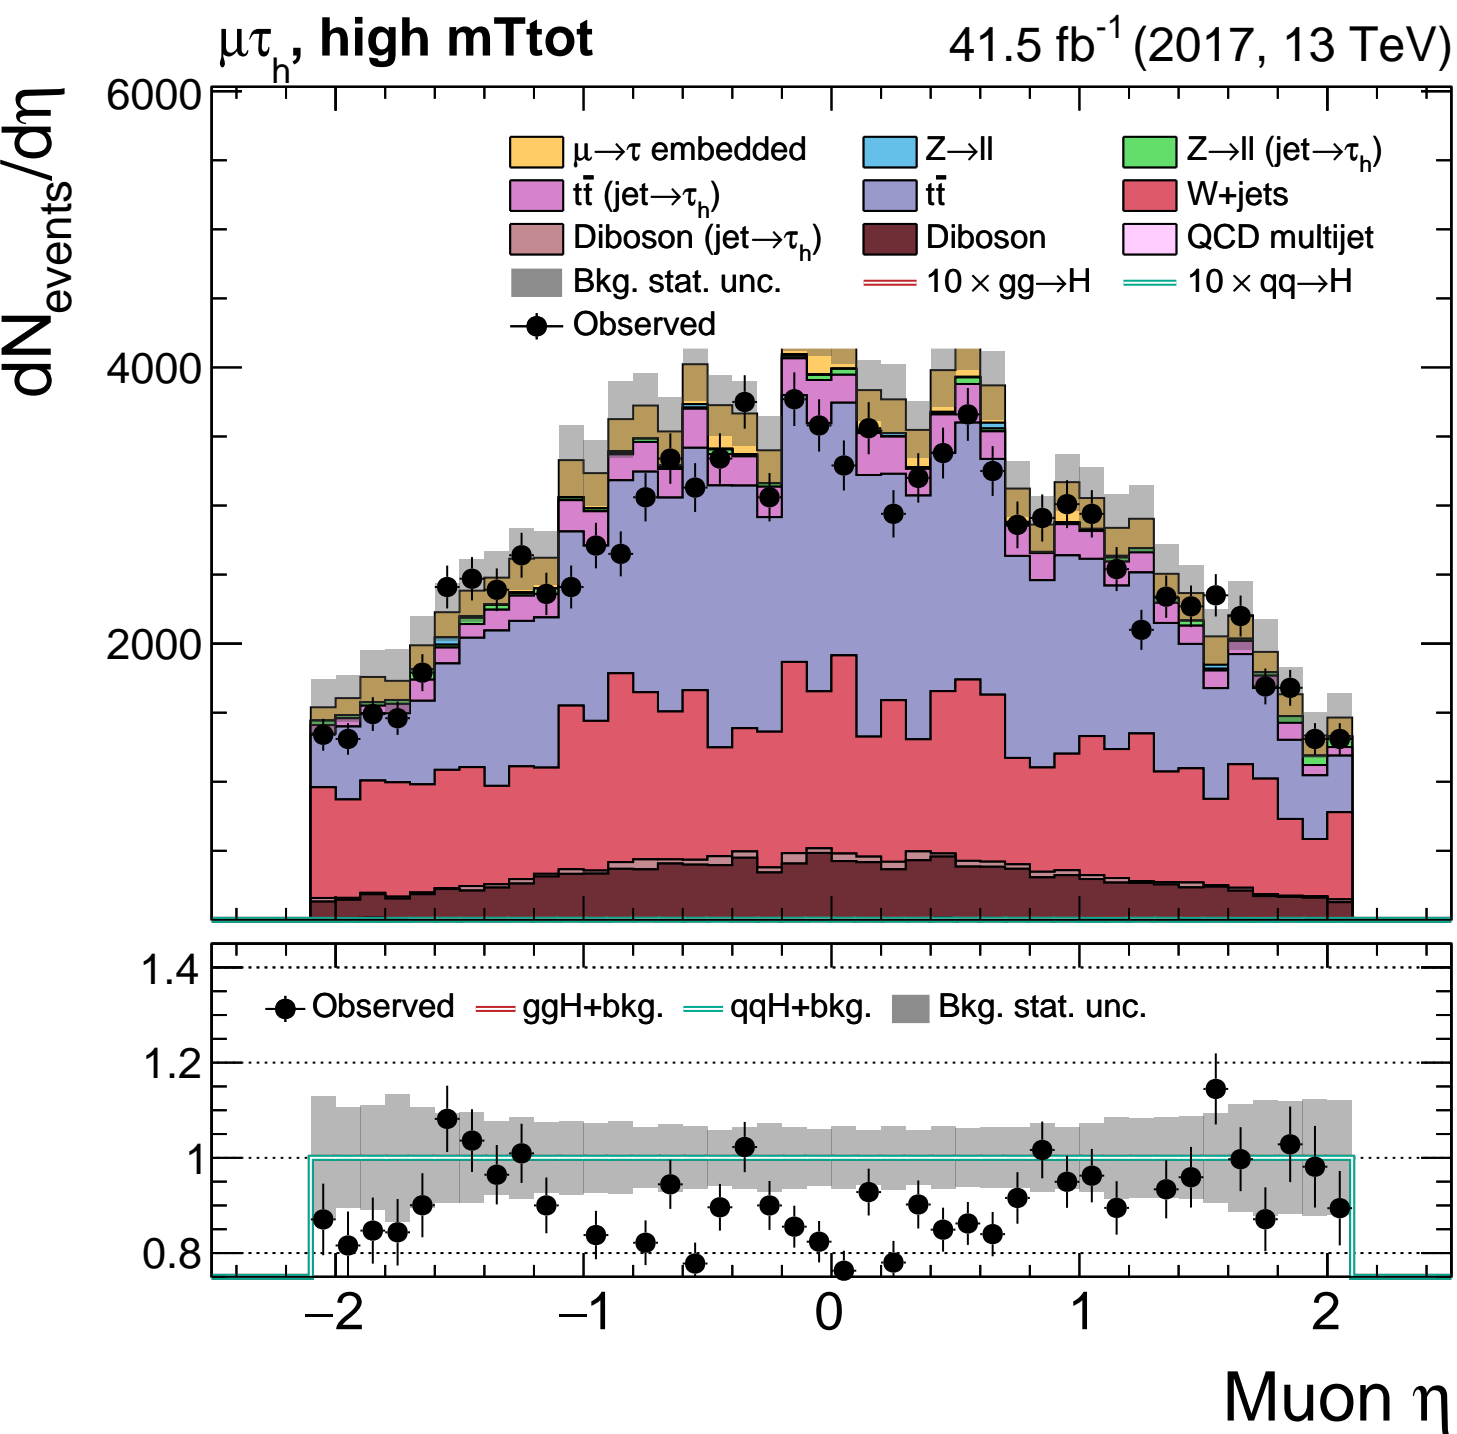 μτh, high mTtot 41.5 fb-1 (2017, 13 TeV)
dNevents/dη
6000
4000
2000
μ→τ embedded Z→ll Z→ll (jet→τh)
tt̄ (jet→τh) tt̄ W+jets
Diboson (jet→τh) Diboson QCD multijet
Bkg. stat. unc. 10 × gg→H 10 × qq→H
Observed
1.4
1.2
1
0.8
Observed ggH+bkg. qqH+bkg. Bkg. stat. unc.
−2 −1 0 1 2
Muon η